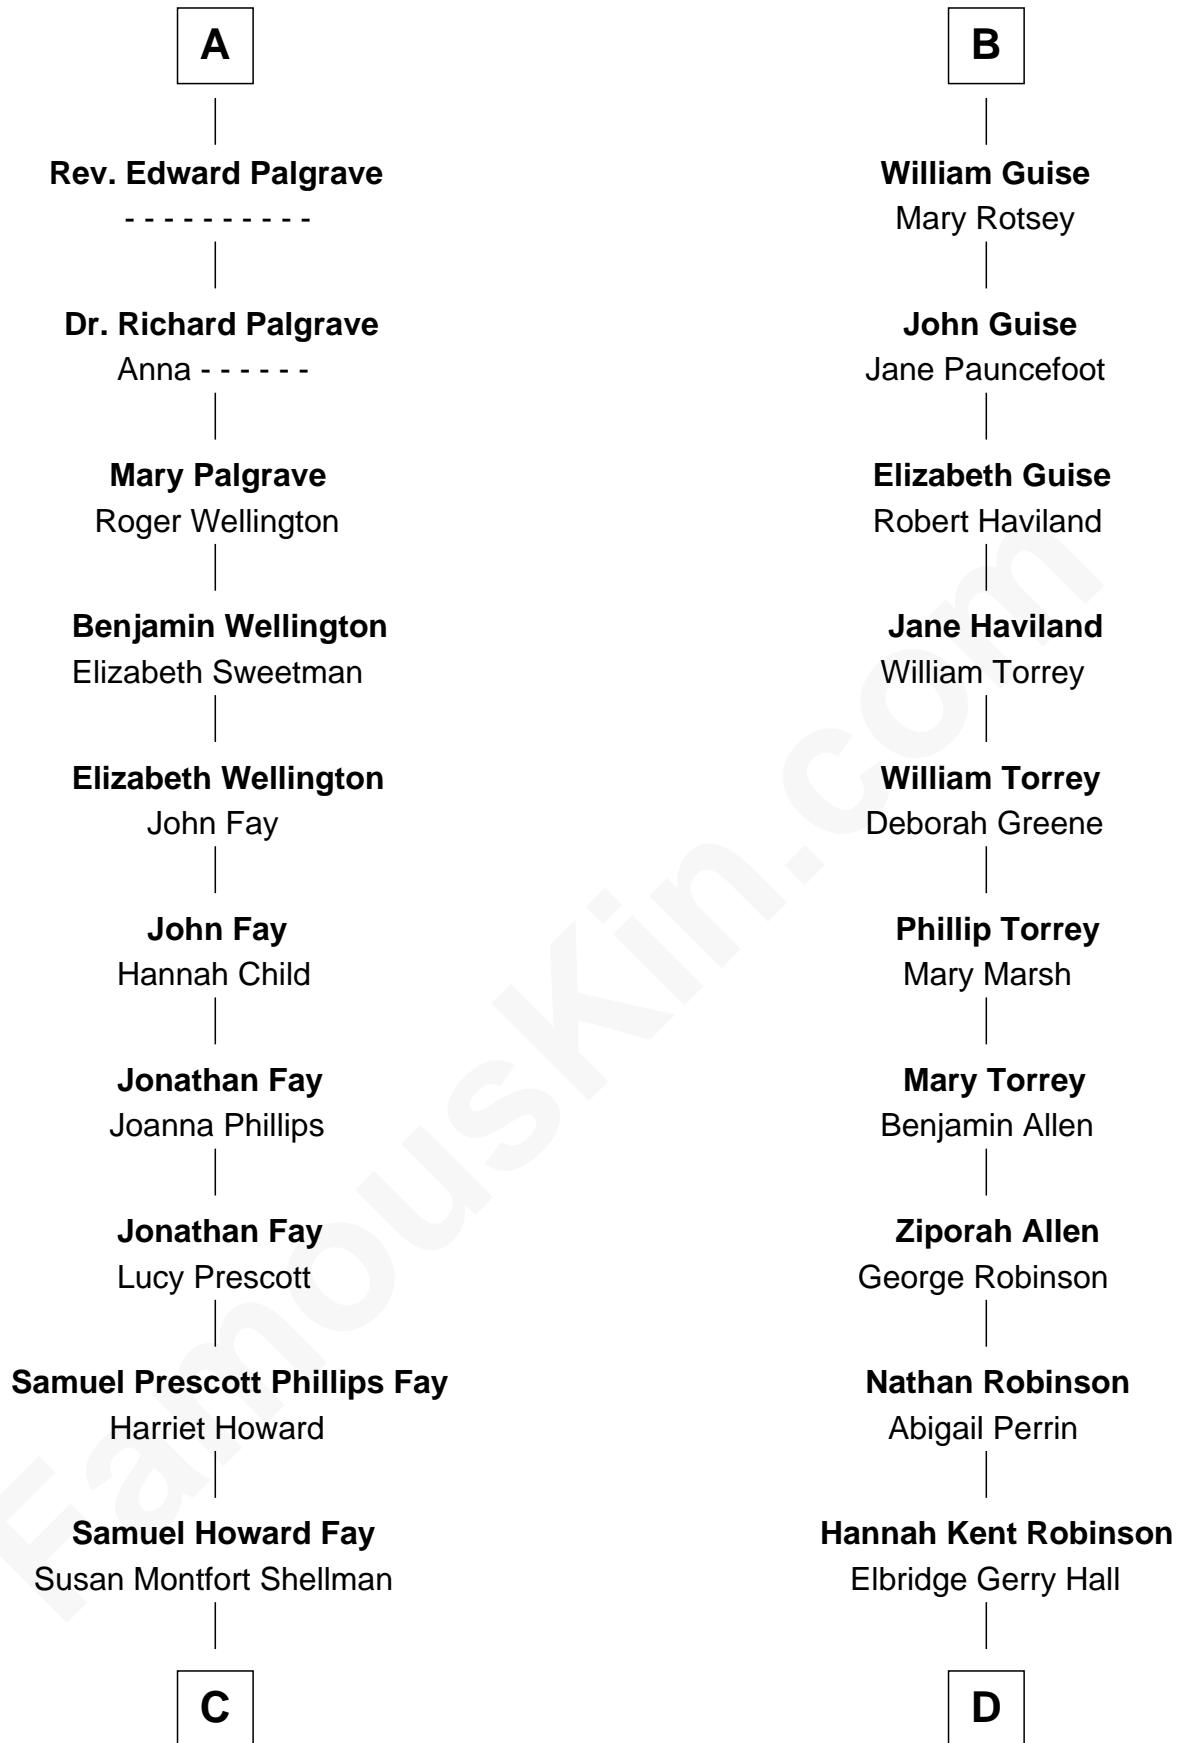 A
Rev. Edward Palgrave
- - - - - - - - - -
Dr. Richard Palgrave
Anna - - - - - -
Mary Palgrave
Roger Wellington
Benjamin Wellington
Elizabeth Sweetman
Elizabeth Wellington
John Fay
John Fay
Hannah Child
Jonathan Fay
Joanna Phillips
Jonathan Fay
Lucy Prescott
Samuel Prescott Phillips Fay
Harriet Howard
Samuel Howard Fay
Susan Montfort Shellman
C
B
William Guise
Mary Rotsey
John Guise
Jane Pauncefoot
Elizabeth Guise
Robert Haviland
Jane Haviland
William Torrey
William Torrey
Deborah Greene
Phillip Torrey
Mary Marsh
Mary Torrey
Benjamin Allen
Ziporah Allen
George Robinson
Nathan Robinson
Abigail Perrin
Hannah Kent Robinson
Elbridge Gerry Hall
D
FamousKin.com